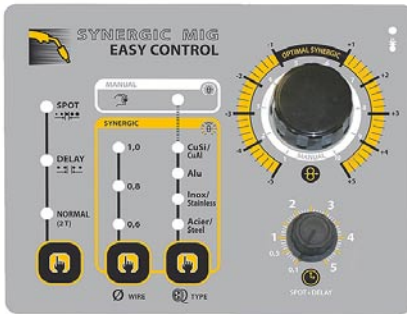 SYNERGIC MIG
EASY CONTROL
MANUAL
SPOT
SYNERGIC
DELAY
1,0
CuSi/
CuAl
0,8
Alu
Inox/
Stainless
NORMAL
(2T)
0,6
Acier/
Steel
Ø WIRE
TYPE
OPTIMAL SYNERGIC
-1
+1
-2
+2
-3
+3
-4
+4
-5
+5
MANUAL
2
3
1
4
0,5
0,1
5
SPOT - DELAY